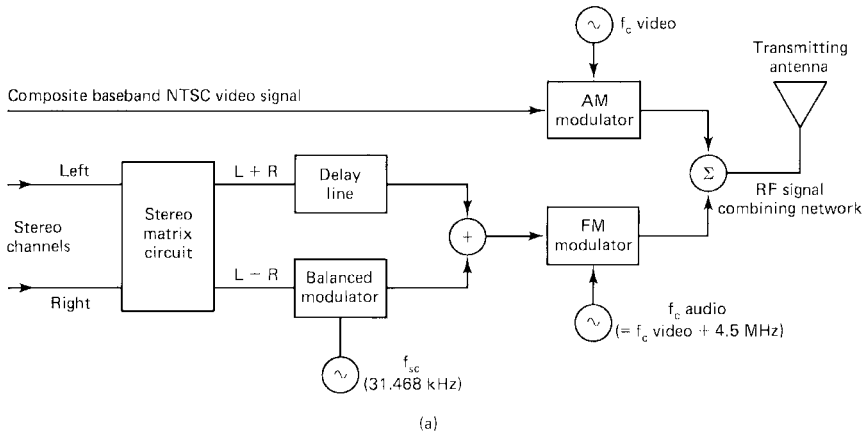 f_c video
Transmitting
antenna
Composite baseband NTSC video signal
AM
modulator
Left
L + R
Delay
line
Σ
RF signal
combining network
Stereo
channels
Stereo
matrix
circuit
+
FM
modulator
L − R
Balanced
modulator
Right
f_c audio
(= f_c video + 4.5 MHz)
f_sc
(31.468 kHz)
(a)